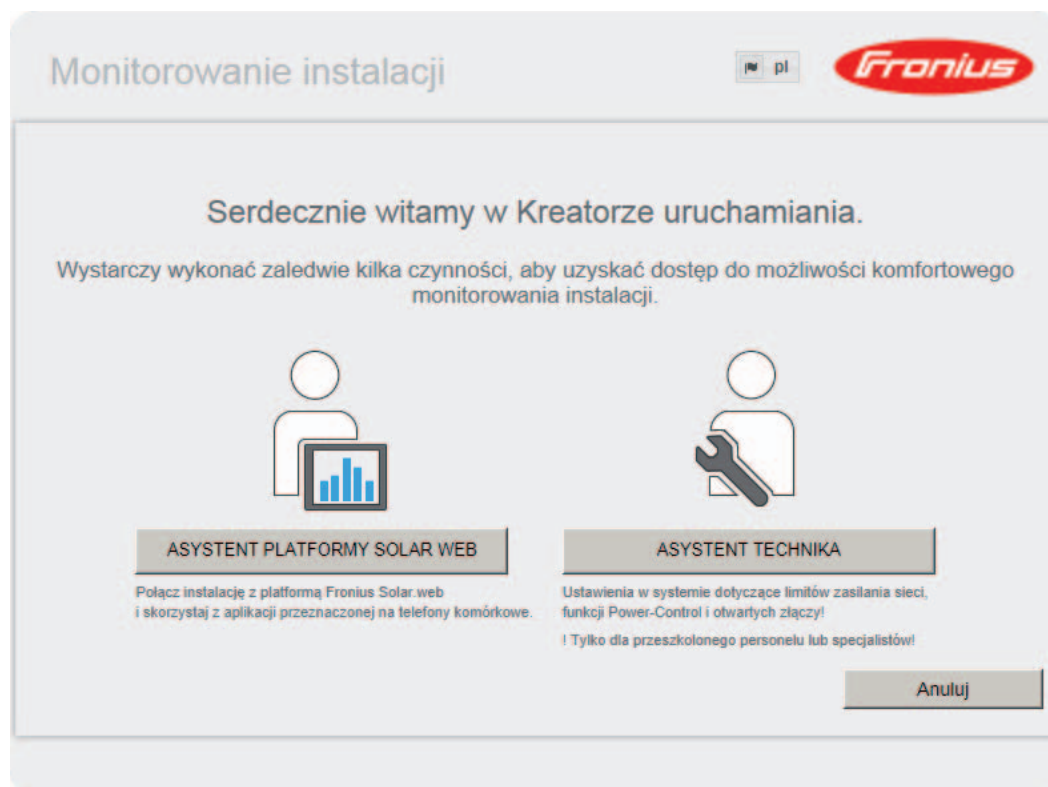 Monitorowanie instalacji
pl
Fronius
Serdecznie witamy w Kreatorze uruchamiania.
Wystarczy wykonać zaledwie kilka czynności, aby uzyskać dostęp do możliwości komfortowego
monitorowania instalacji.
ASYSTENT PLATFORMY SOLAR WEB
Połącz instalację z platformą Fronius Solar.web
i skorzystaj z aplikacji przeznaczonej na telefony komórkowe.
ASYSTENT TECHNIKA
Ustawienia w systemie dotyczące limitów zasilania sieci,
funkcji Power-Control i otwartych złączy!
! Tylko dla przeszkolonego personelu lub specjalistów!
Anuluj